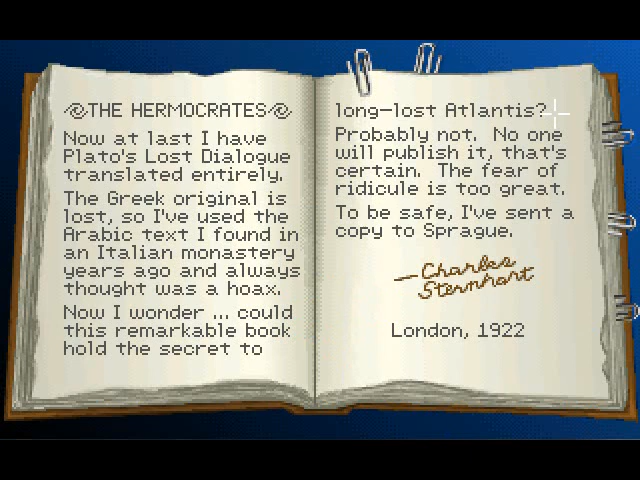 THE HERMOCRATES
Now at last I have
Plato's Lost Dialogue
translated entirely.
The Greek original is
lost, so I've used the
Arabic text I found in
an Italian monastery
years ago and always
thought was a hoax.
Now I wonder ... could
this remarkable book
hold the secret to
long-lost Atlantis?
Probably not. No one
will publish it, that's
certain. The fear of
ridicule is too great.
To be safe, I've sent a
copy to Sprague.
—Charles
Sternhart
London, 1922